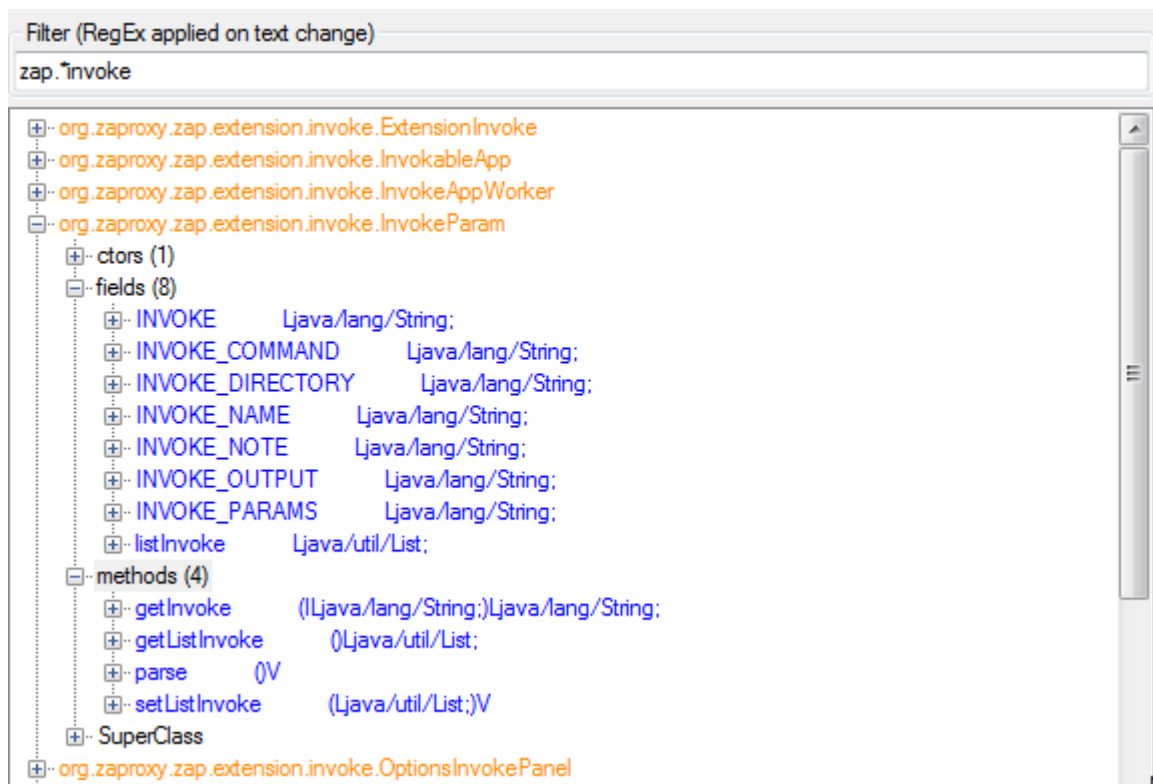 Filter (RegEx applied on text change)
zap.*invoke
org.zaproxy.zap.extension.invoke.ExtensionInvoke
org.zaproxy.zap.extension.invoke.InvokableApp
org.zaproxy.zap.extension.invoke.InvokeAppWorker
org.zaproxy.zap.extension.invoke.InvokeParam
ctors (1)
fields (8)
INVOKE Ljava/lang/String;
INVOKE_COMMAND Ljava/lang/String;
INVOKE_DIRECTORY Ljava/lang/String;
INVOKE_NAME Ljava/lang/String;
INVOKE_NOTE Ljava/lang/String;
INVOKE_OUTPUT Ljava/lang/String;
INVOKE_PARAMS Ljava/lang/String;
listInvoke Ljava/util/List;
methods (4)
getInvoke (ILjava/lang/String;)Ljava/lang/String;
getListInvoke ()Ljava/util/List;
parse ()V
setListInvoke (Ljava/util/List;)V
SuperClass
org.zaproxy.zap.extension.invoke.OptionsInvokePanel